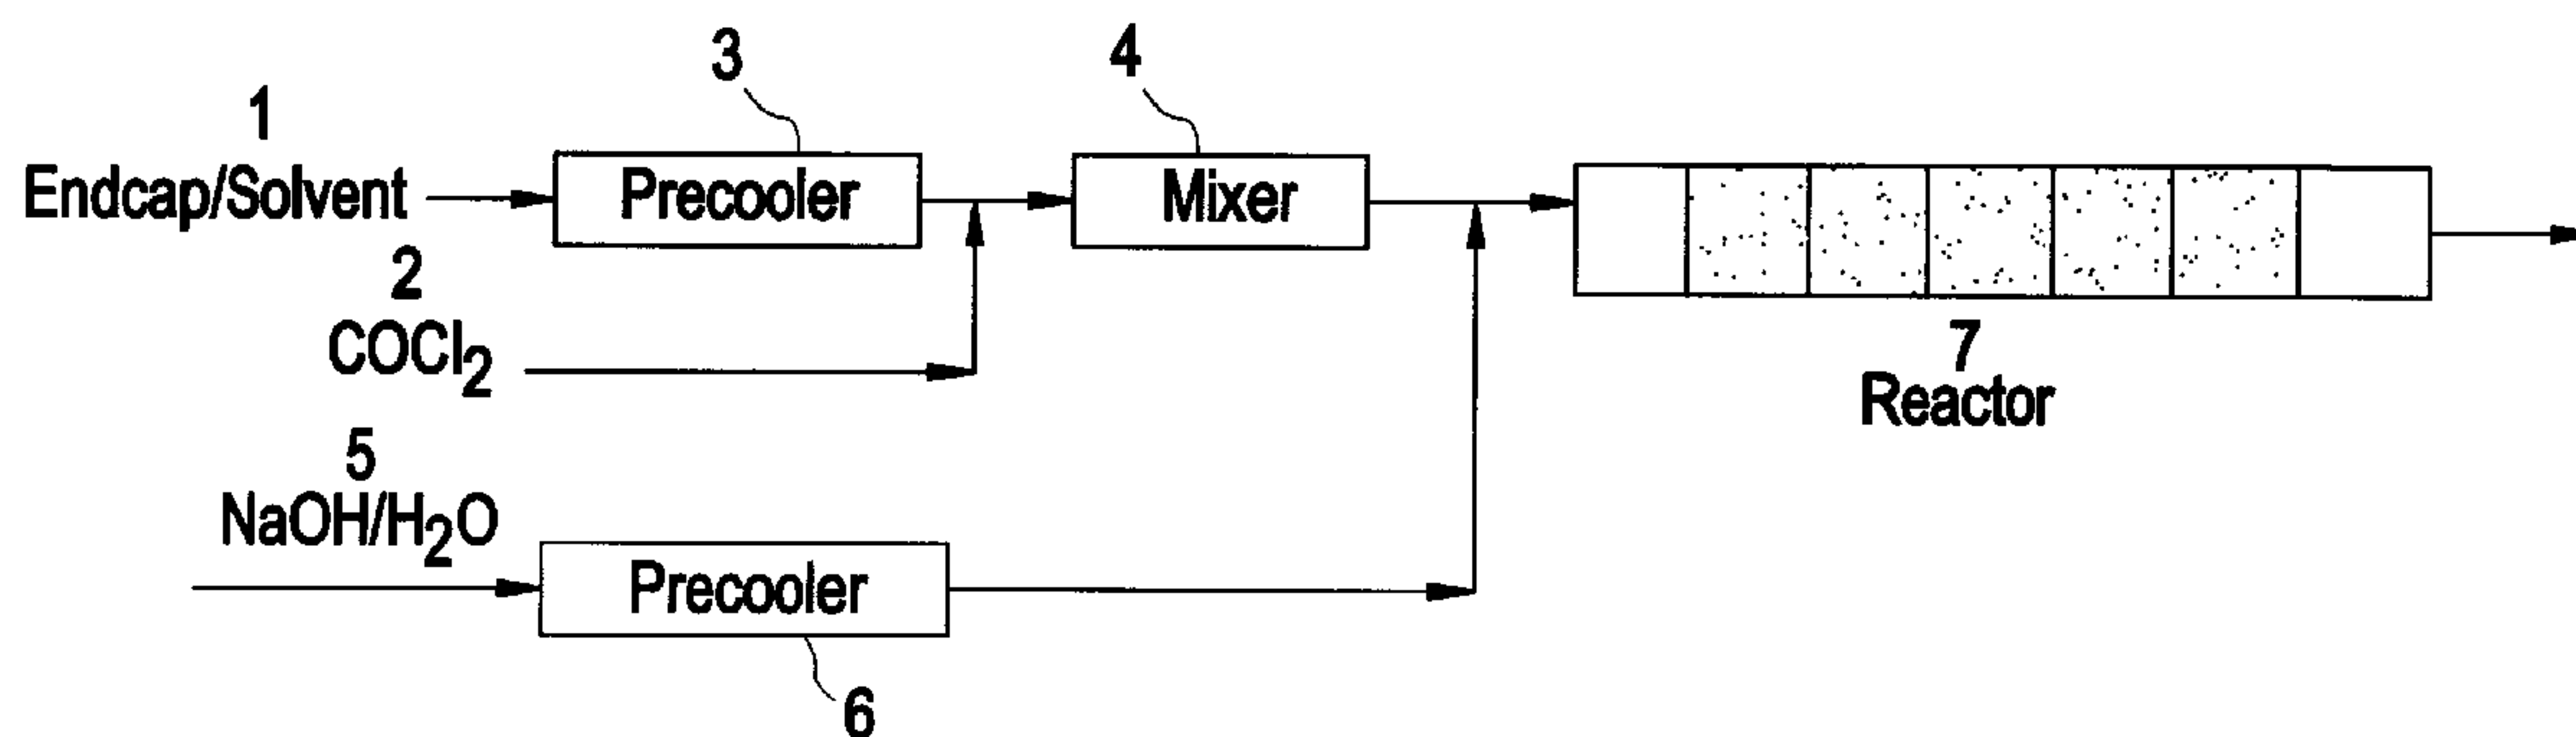 3
4
1
Endcap/Solvent
Precooler
Mixer
2
COCl2
7
Reactor
5
NaOH/H2O
Precooler
6